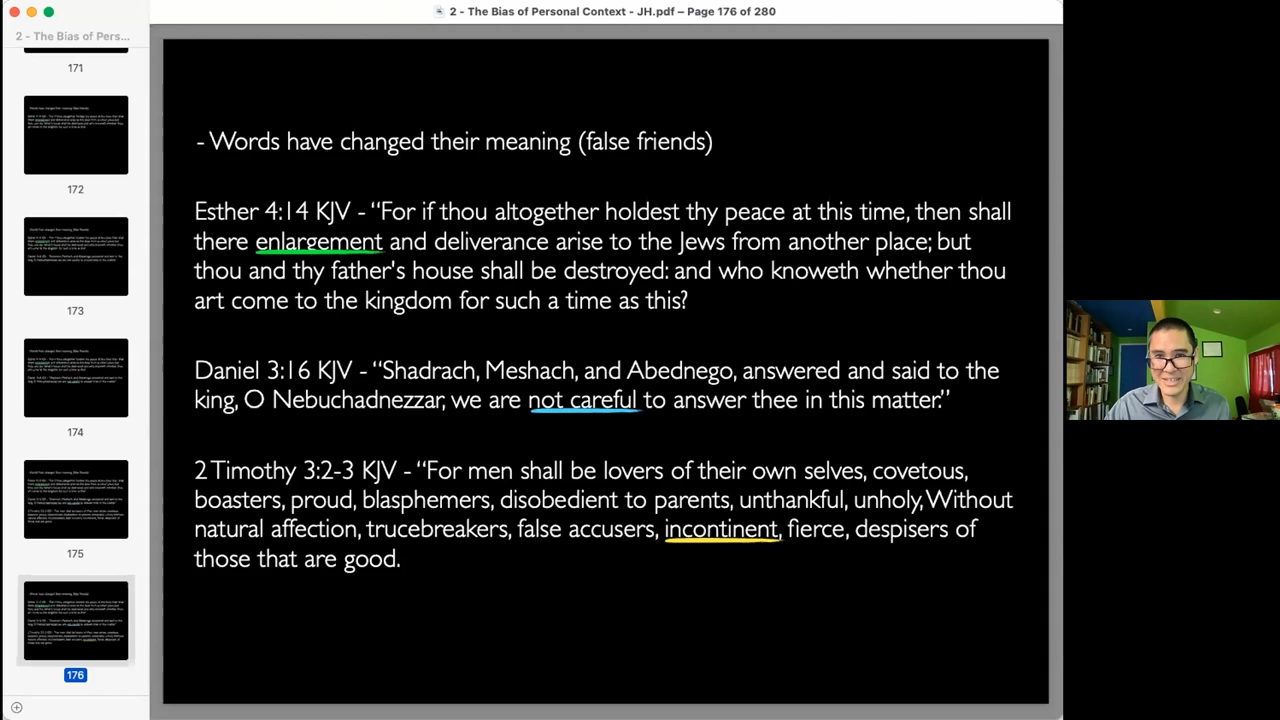 2 - The Bias of Personal Context - JH.pdf – Page 176 of 280
2 - The Bias of Pers...
171
172
173
174
175
176
- Words have changed their meaning (false friends)
Esther 4:14 KJV - “For if thou altogether holdest thy peace at this time, then shall
there enlargement and deliverance arise to the Jews from another place; but
thou and thy father's house shall be destroyed: and who knoweth whether thou
art come to the kingdom for such a time as this?
Daniel 3:16 KJV - “Shadrach, Meshach, and Abednego, answered and said to the
king, O Nebuchadnezzar, we are not careful to answer thee in this matter.”
2 Timothy 3:2-3 KJV - “For men shall be lovers of their own selves, covetous,
boasters, proud, blasphemers, disobedient to parents, unthankful, unholy, Without
natural affection, trucebreakers, false accusers, incontinent, fierce, despisers of
those that are good.